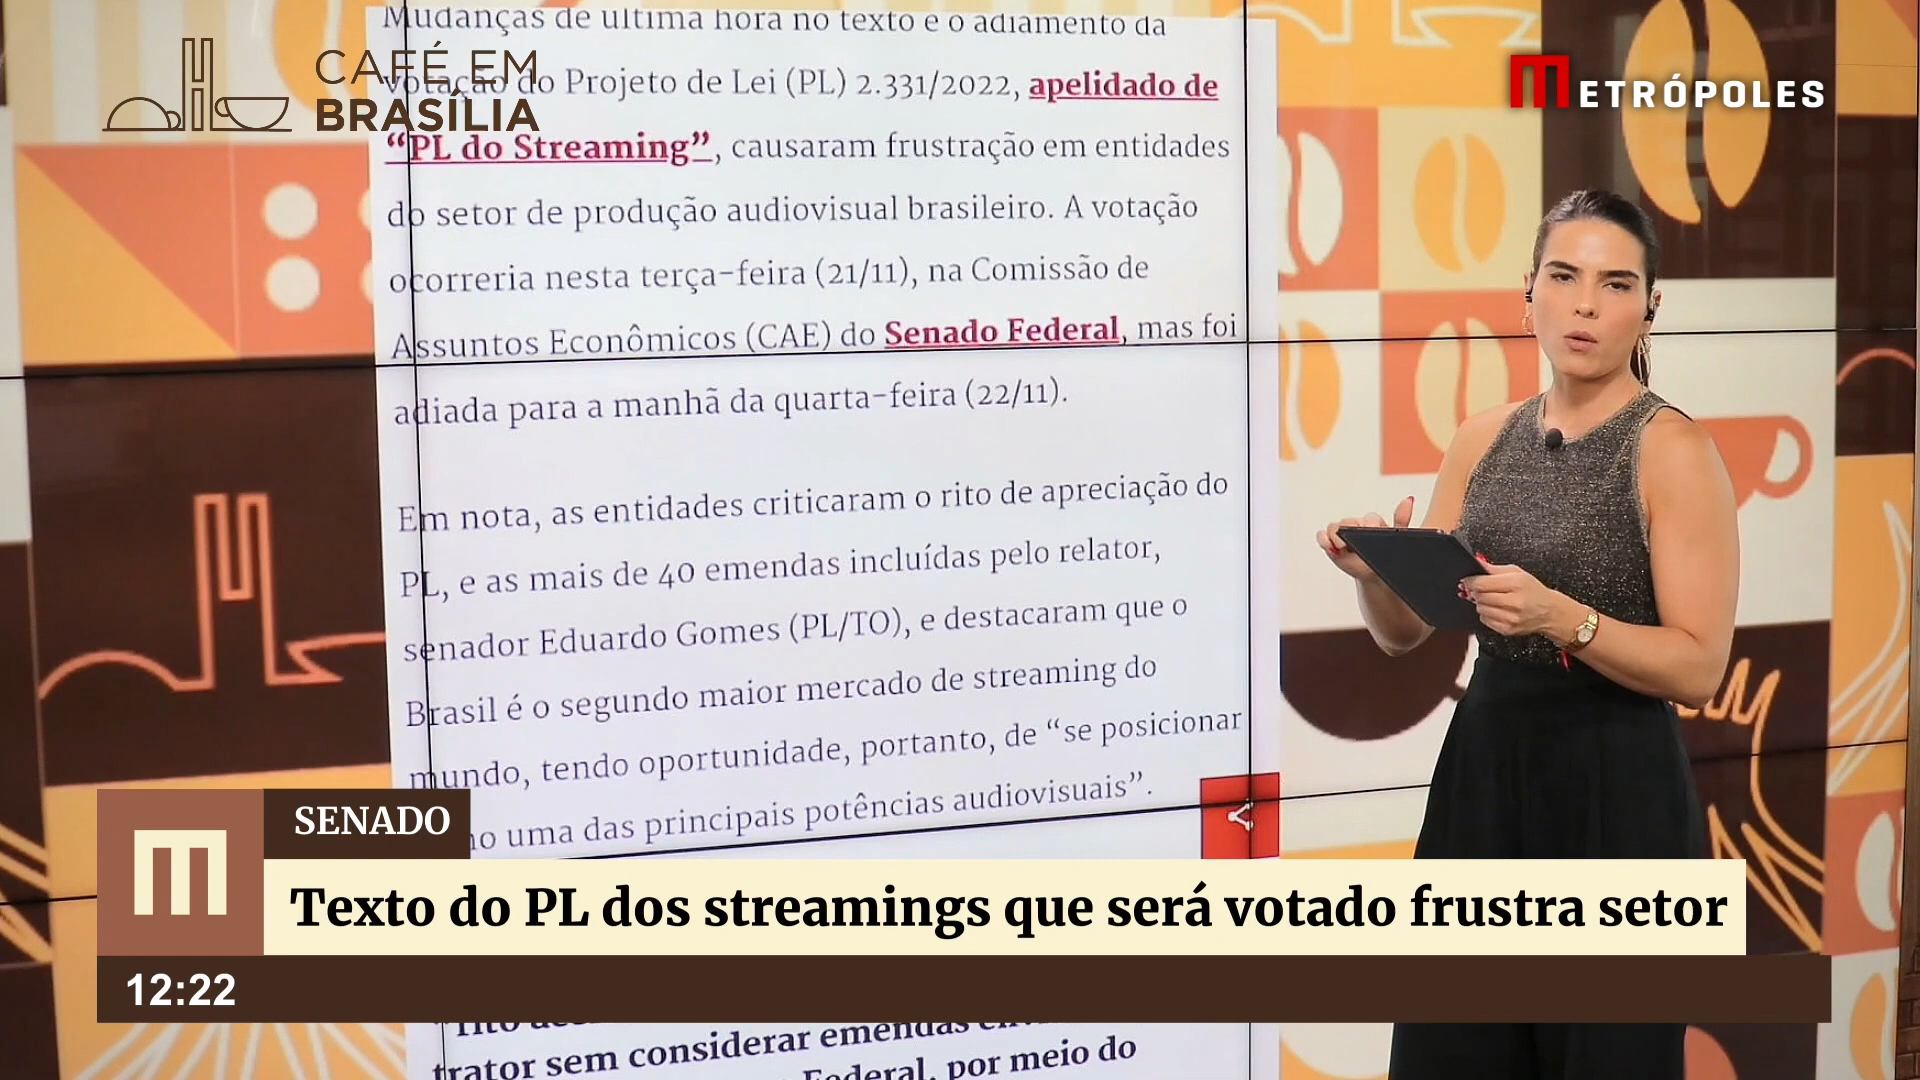 Mudanças de última hora no texto e o adiamento da
CAFÉ EM
BRASÍLIA
votação do Projeto de Lei (PL) 2.331/2022, apelidado de
“PL do Streaming”, causaram frustração em entidades
do setor de produção audiovisual brasileiro. A votação
ocorreria nesta terça-feira (21/11), na Comissão de
Assuntos Econômicos (CAE) do Senado Federal, mas foi
adiada para a manhã da quarta-feira (22/11).
Em nota, as entidades criticaram o rito de apreciação do
PL, e as mais de 40 emendas incluídas pelo relator,
senador Eduardo Gomes (PL/TO), e destacaram que o
Brasil é o segundo maior mercado de streaming do
mundo, tendo oportunidade, portanto, de “se posicionar
uma das principais potências audiovisuais”.
METRÓPOLES
M
SENADO
Texto do PL dos streamings que será votado frustra setor
12:22
trator sem considerar emendas
Federal, por meio do